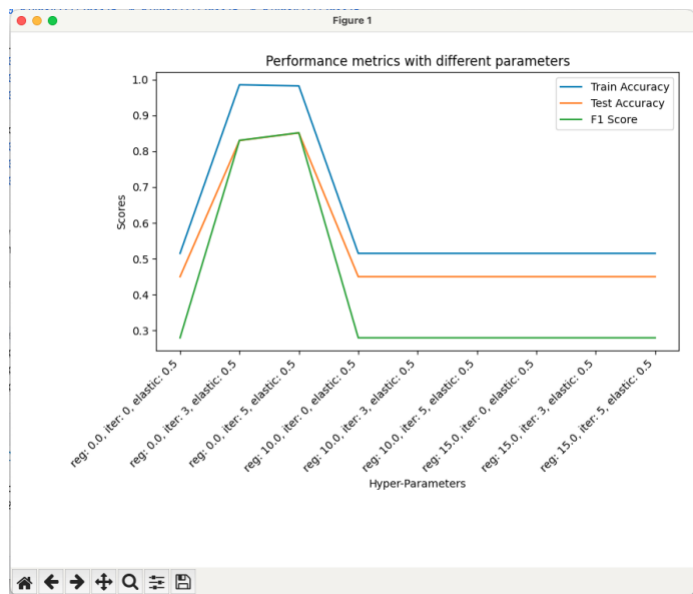 Figure 1
Performance metrics with different parameters
Train Accuracy
Test Accuracy
F1 Score
1.0
0.9
0.8
0.7
0.6
0.5
0.4
0.3
Scores
reg: 0.0, iter: 0, elastic: 0.5
reg: 0.0, iter: 3, elastic: 0.5
reg: 0.0, iter: 5, elastic: 0.5
reg: 10.0, iter: 0, elastic: 0.5
reg: 10.0, iter: 3, elastic: 0.5
reg: 10.0, iter: 5, elastic: 0.5
reg: 15.0, iter: 0, elastic: 0.5
reg: 15.0, iter: 3, elastic: 0.5
reg: 15.0, iter: 5, elastic: 0.5
Hyper-Parameters